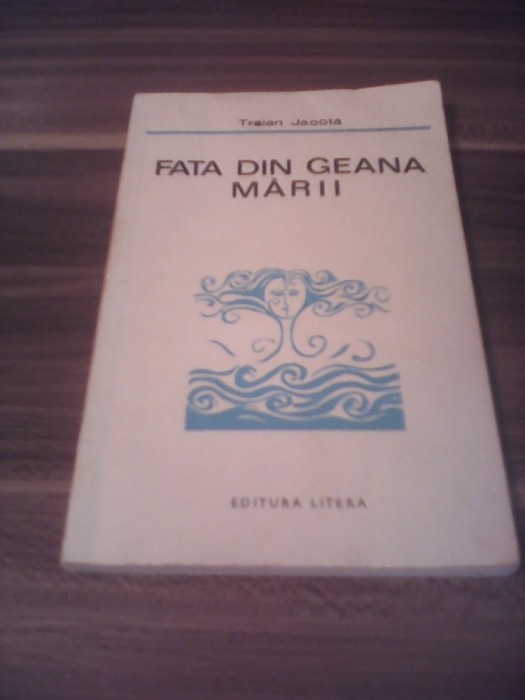 Traian Jacotă
FATA DIN GEANA
MĂRII
EDITURA LITERA